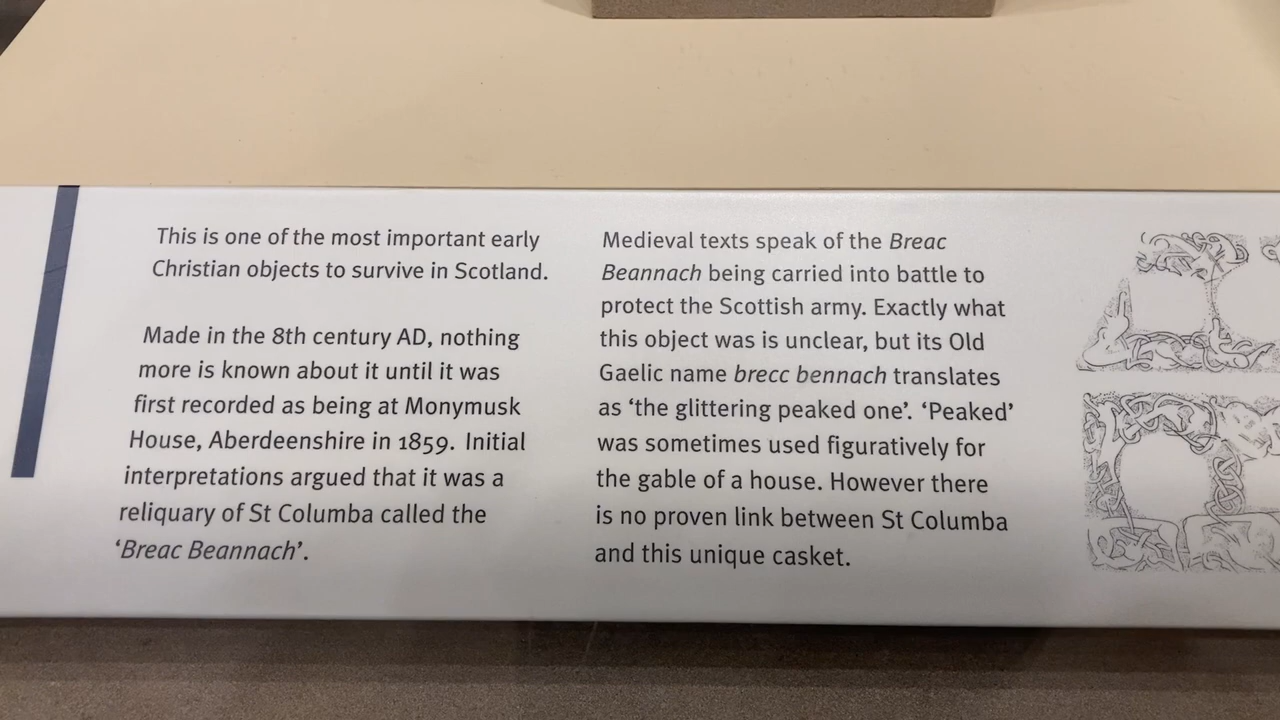 This is one of the most important early
Christian objects to survive in Scotland.
Made in the 8th century AD, nothing
more is known about it until it was
first recorded as being at Monymusk
House, Aberdeenshire in 1859. Initial
interpretations argued that it was a
reliquary of St Columba called the
‘Breac Beannach’.
Medieval texts speak of the Breac
Beannach being carried into battle to
protect the Scottish army. Exactly what
this object was is unclear, but its Old
Gaelic name brecc bennach translates
as ‘the glittering peaked one’. ‘Peaked’
was sometimes used figuratively for
the gable of a house. However there
is no proven link between St Columba
and this unique casket.